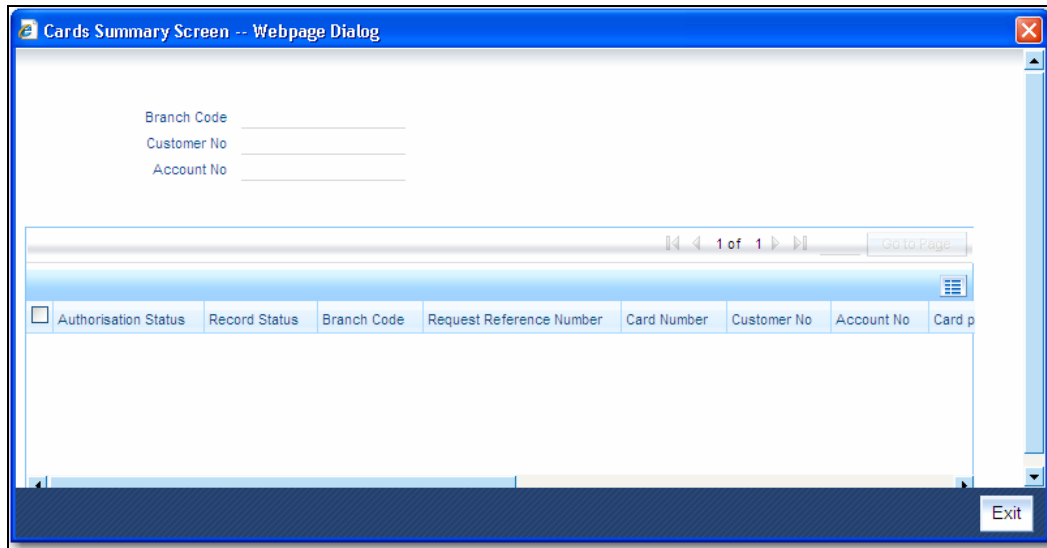 Cards Summary Screen -- Webpage Dialog
Branch Code
Customer No
Account No
1 of 1 Go to Page
Authorisation Status Record Status Branch Code Request Reference Number Card Number Customer No Account No Card p
Exit